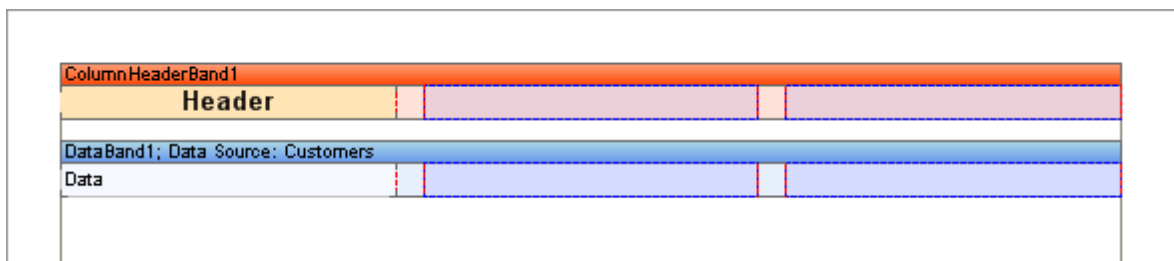 ColumnHeaderBand1
Header
DataBand1; Data Source: Customers
Data